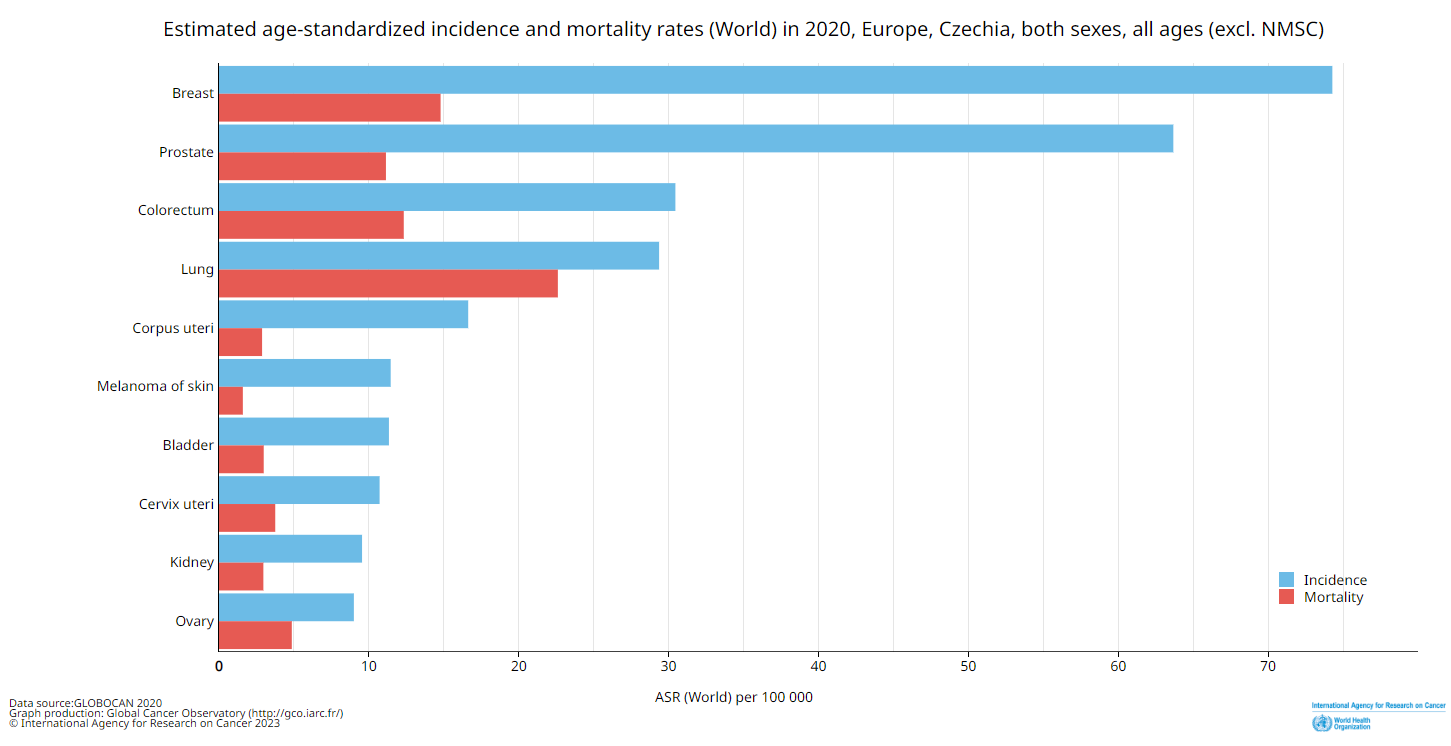 Estimated age-standardized incidence and mortality rates (World) in 2020, Europe, Czechia, both sexes, all ages (excl. NMSC)
Breast
Prostate
Colorectum
Lung
Corpus uteri
Melanoma of skin
Bladder
Cervix uteri
Kidney
Ovary
Incidence
Mortality
0 10 20 30 40 50 60 70
ASR (World) per 100 000
Data source:GLOBOCAN 2020
Graph production: Global Cancer Observatory (http://gco.iarc.fr/)
© International Agency for Research on Cancer 2023
International Agency for Research on Cancer
World Health
Organization